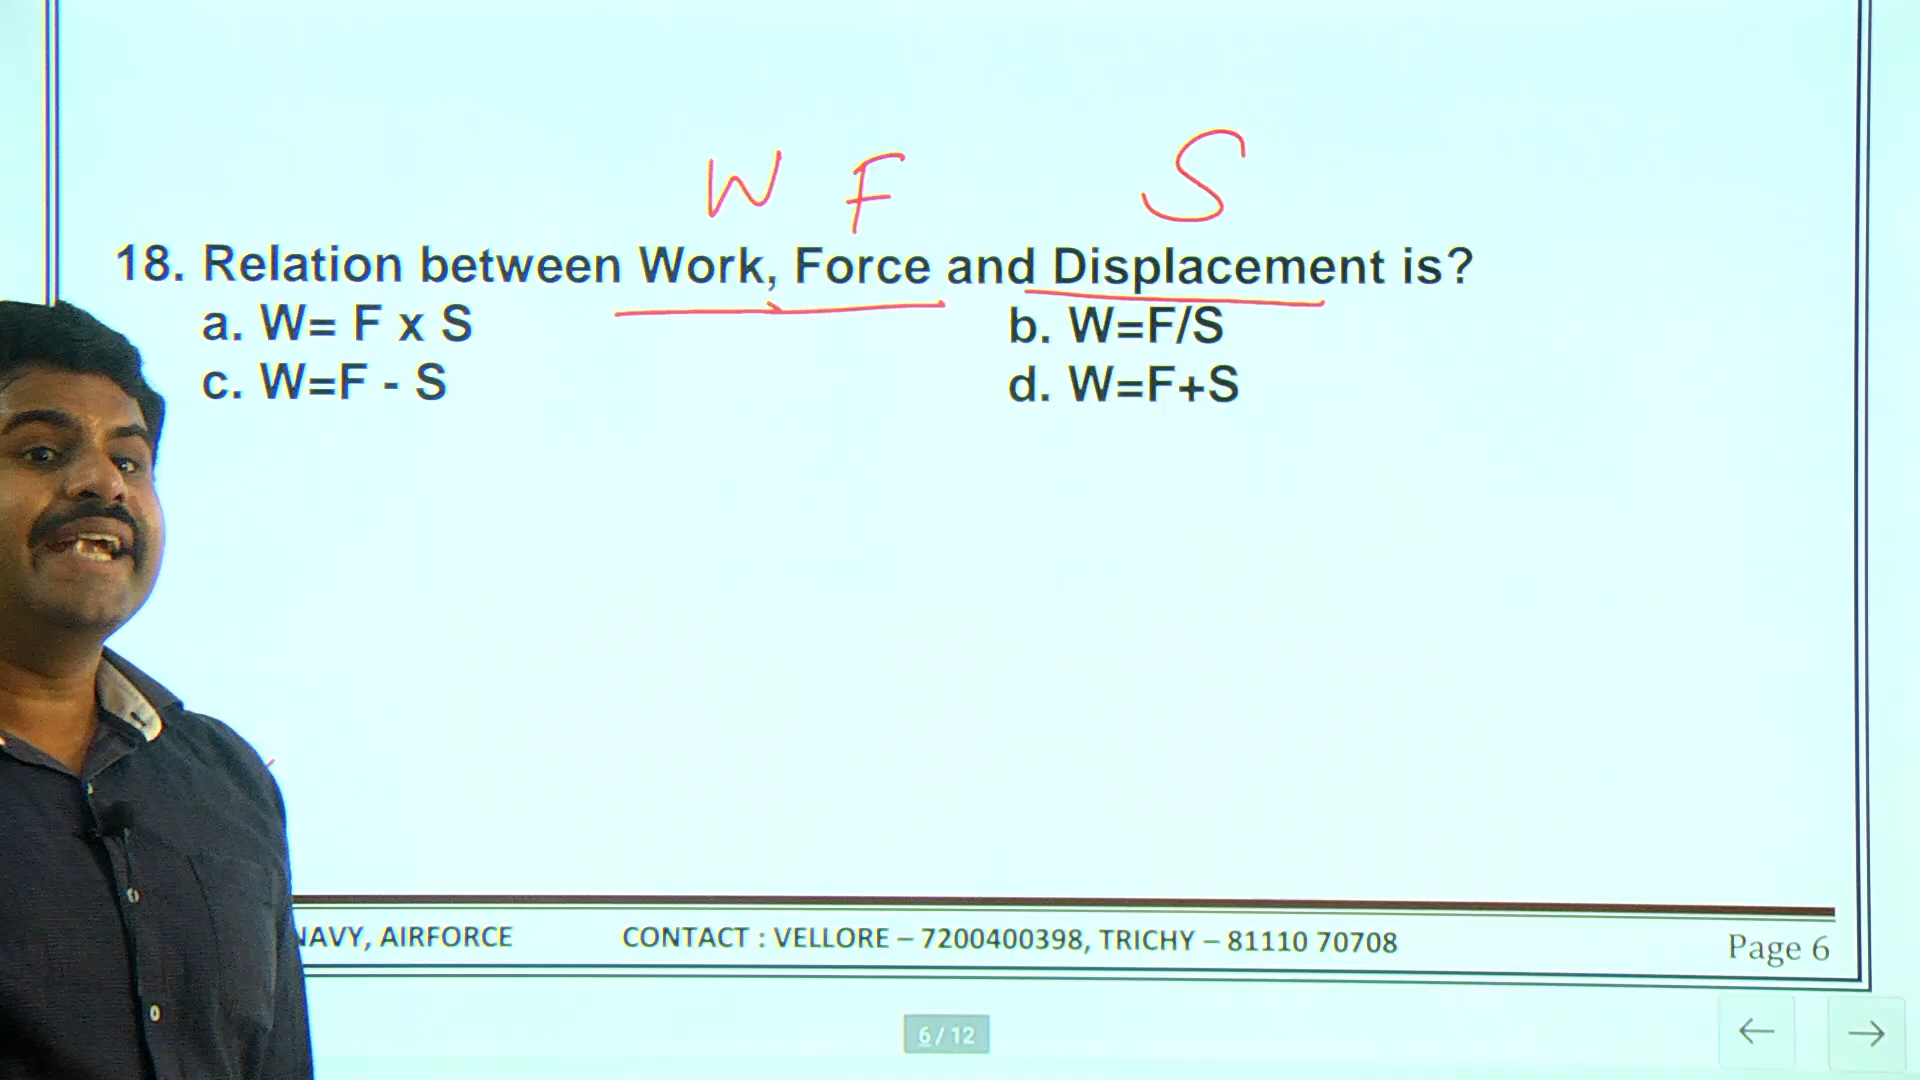 W F S
18. Relation between Work, Force and Displacement is?
a. W= F x S b. W=F/S
c. W=F - S d. W=F+S
NAVY, AIRFORCE CONTACT : VELLORE – 7200400398, TRICHY – 81110 70708 Page 6
6 / 12